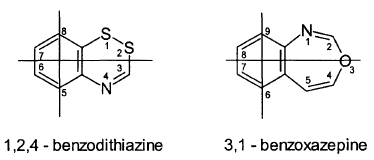 8 S
1 2 S
7
6 3
N 4
5
9 N
1 2
8
7 O 3
5 4
6
1,2,4 - benzodithiazine
3,1 - benzoxazepine